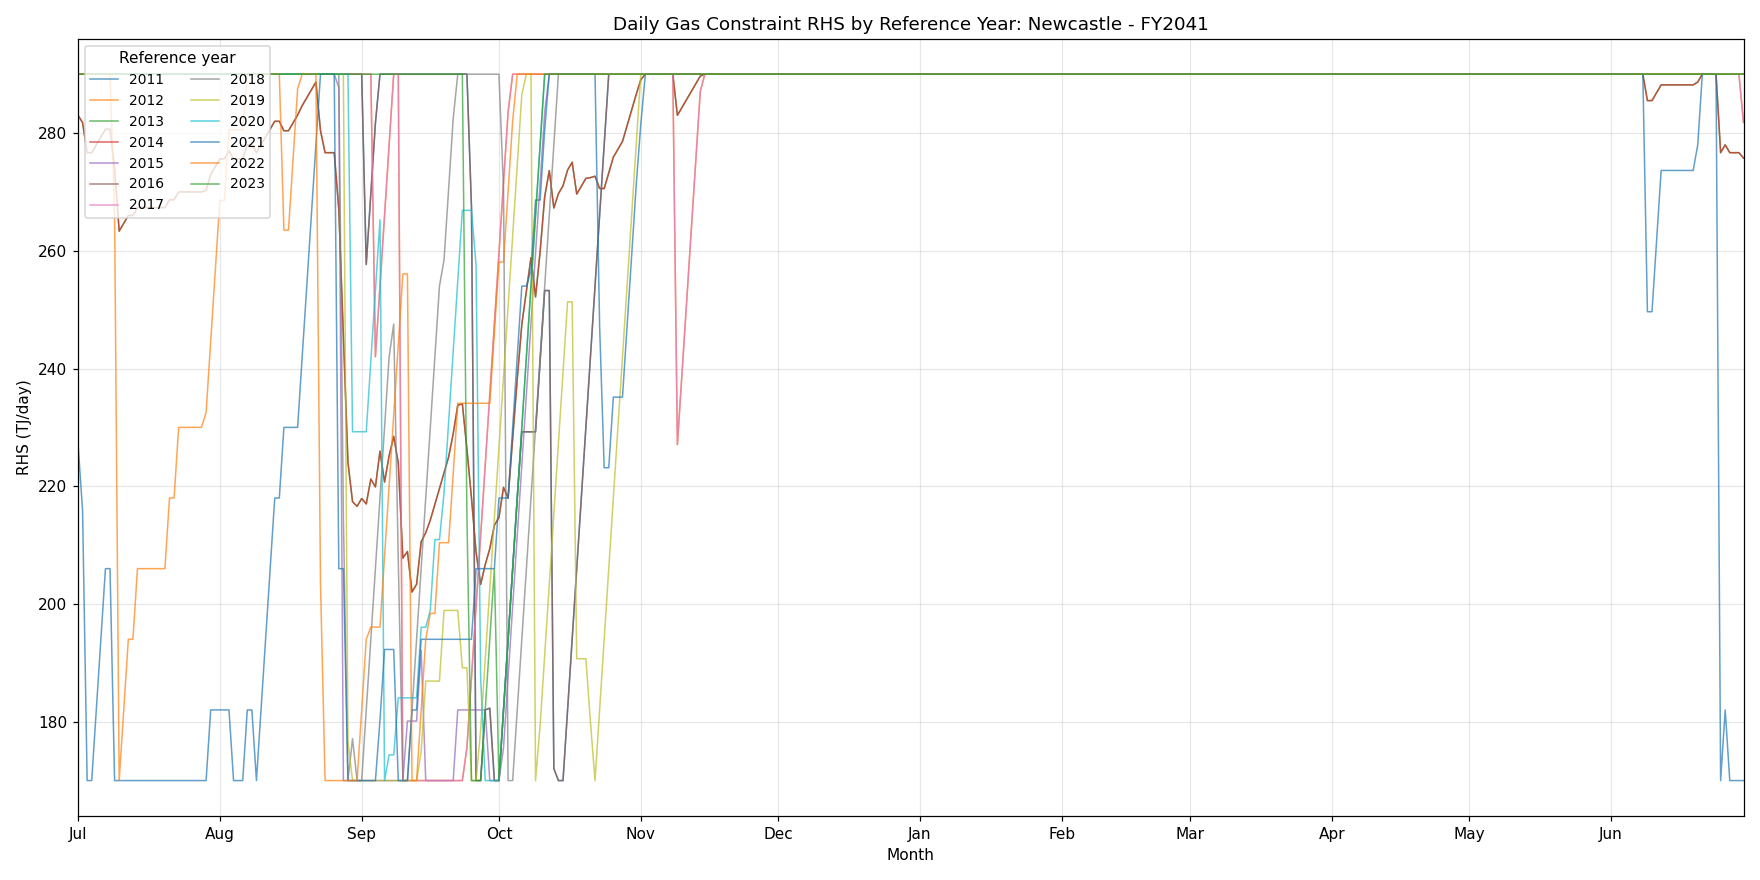 Daily Gas Constraint RHS by Reference Year: Newcastle - FY2041
Reference year
2011
2012
2013
2014
2015
2016
2017
2018
2019
2020
2021
2022
2023
RHS (TJ/day)
280
260
240
220
200
180
Jul
Aug
Sep
Oct
Nov
Dec
Jan
Feb
Mar
Apr
May
Jun
Month